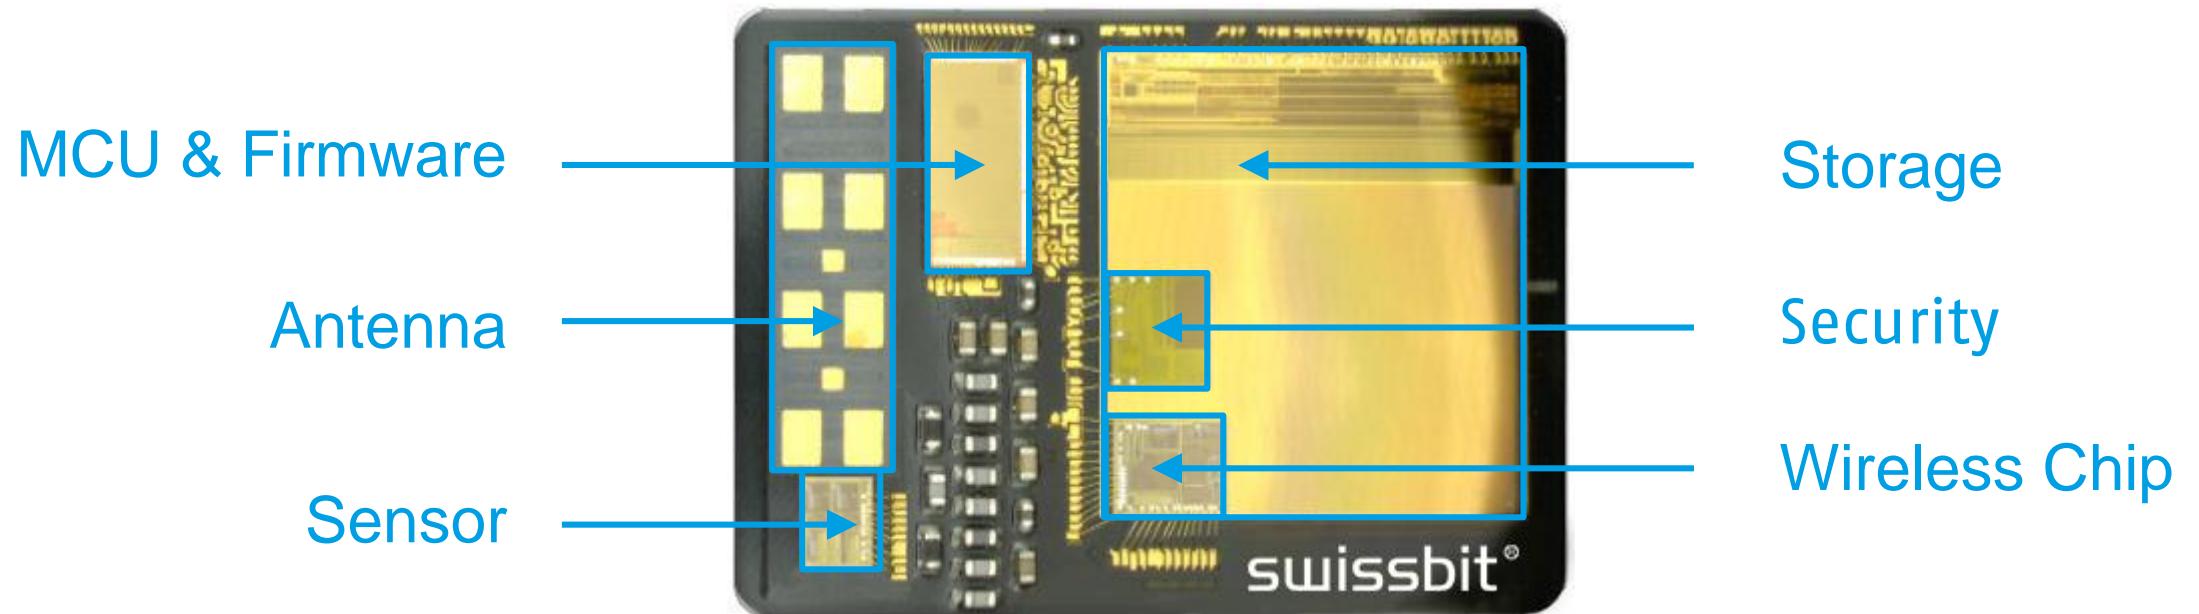 MCU & Firmware
Antenna
Sensor
Storage
Security
Wireless Chip
swissbit®